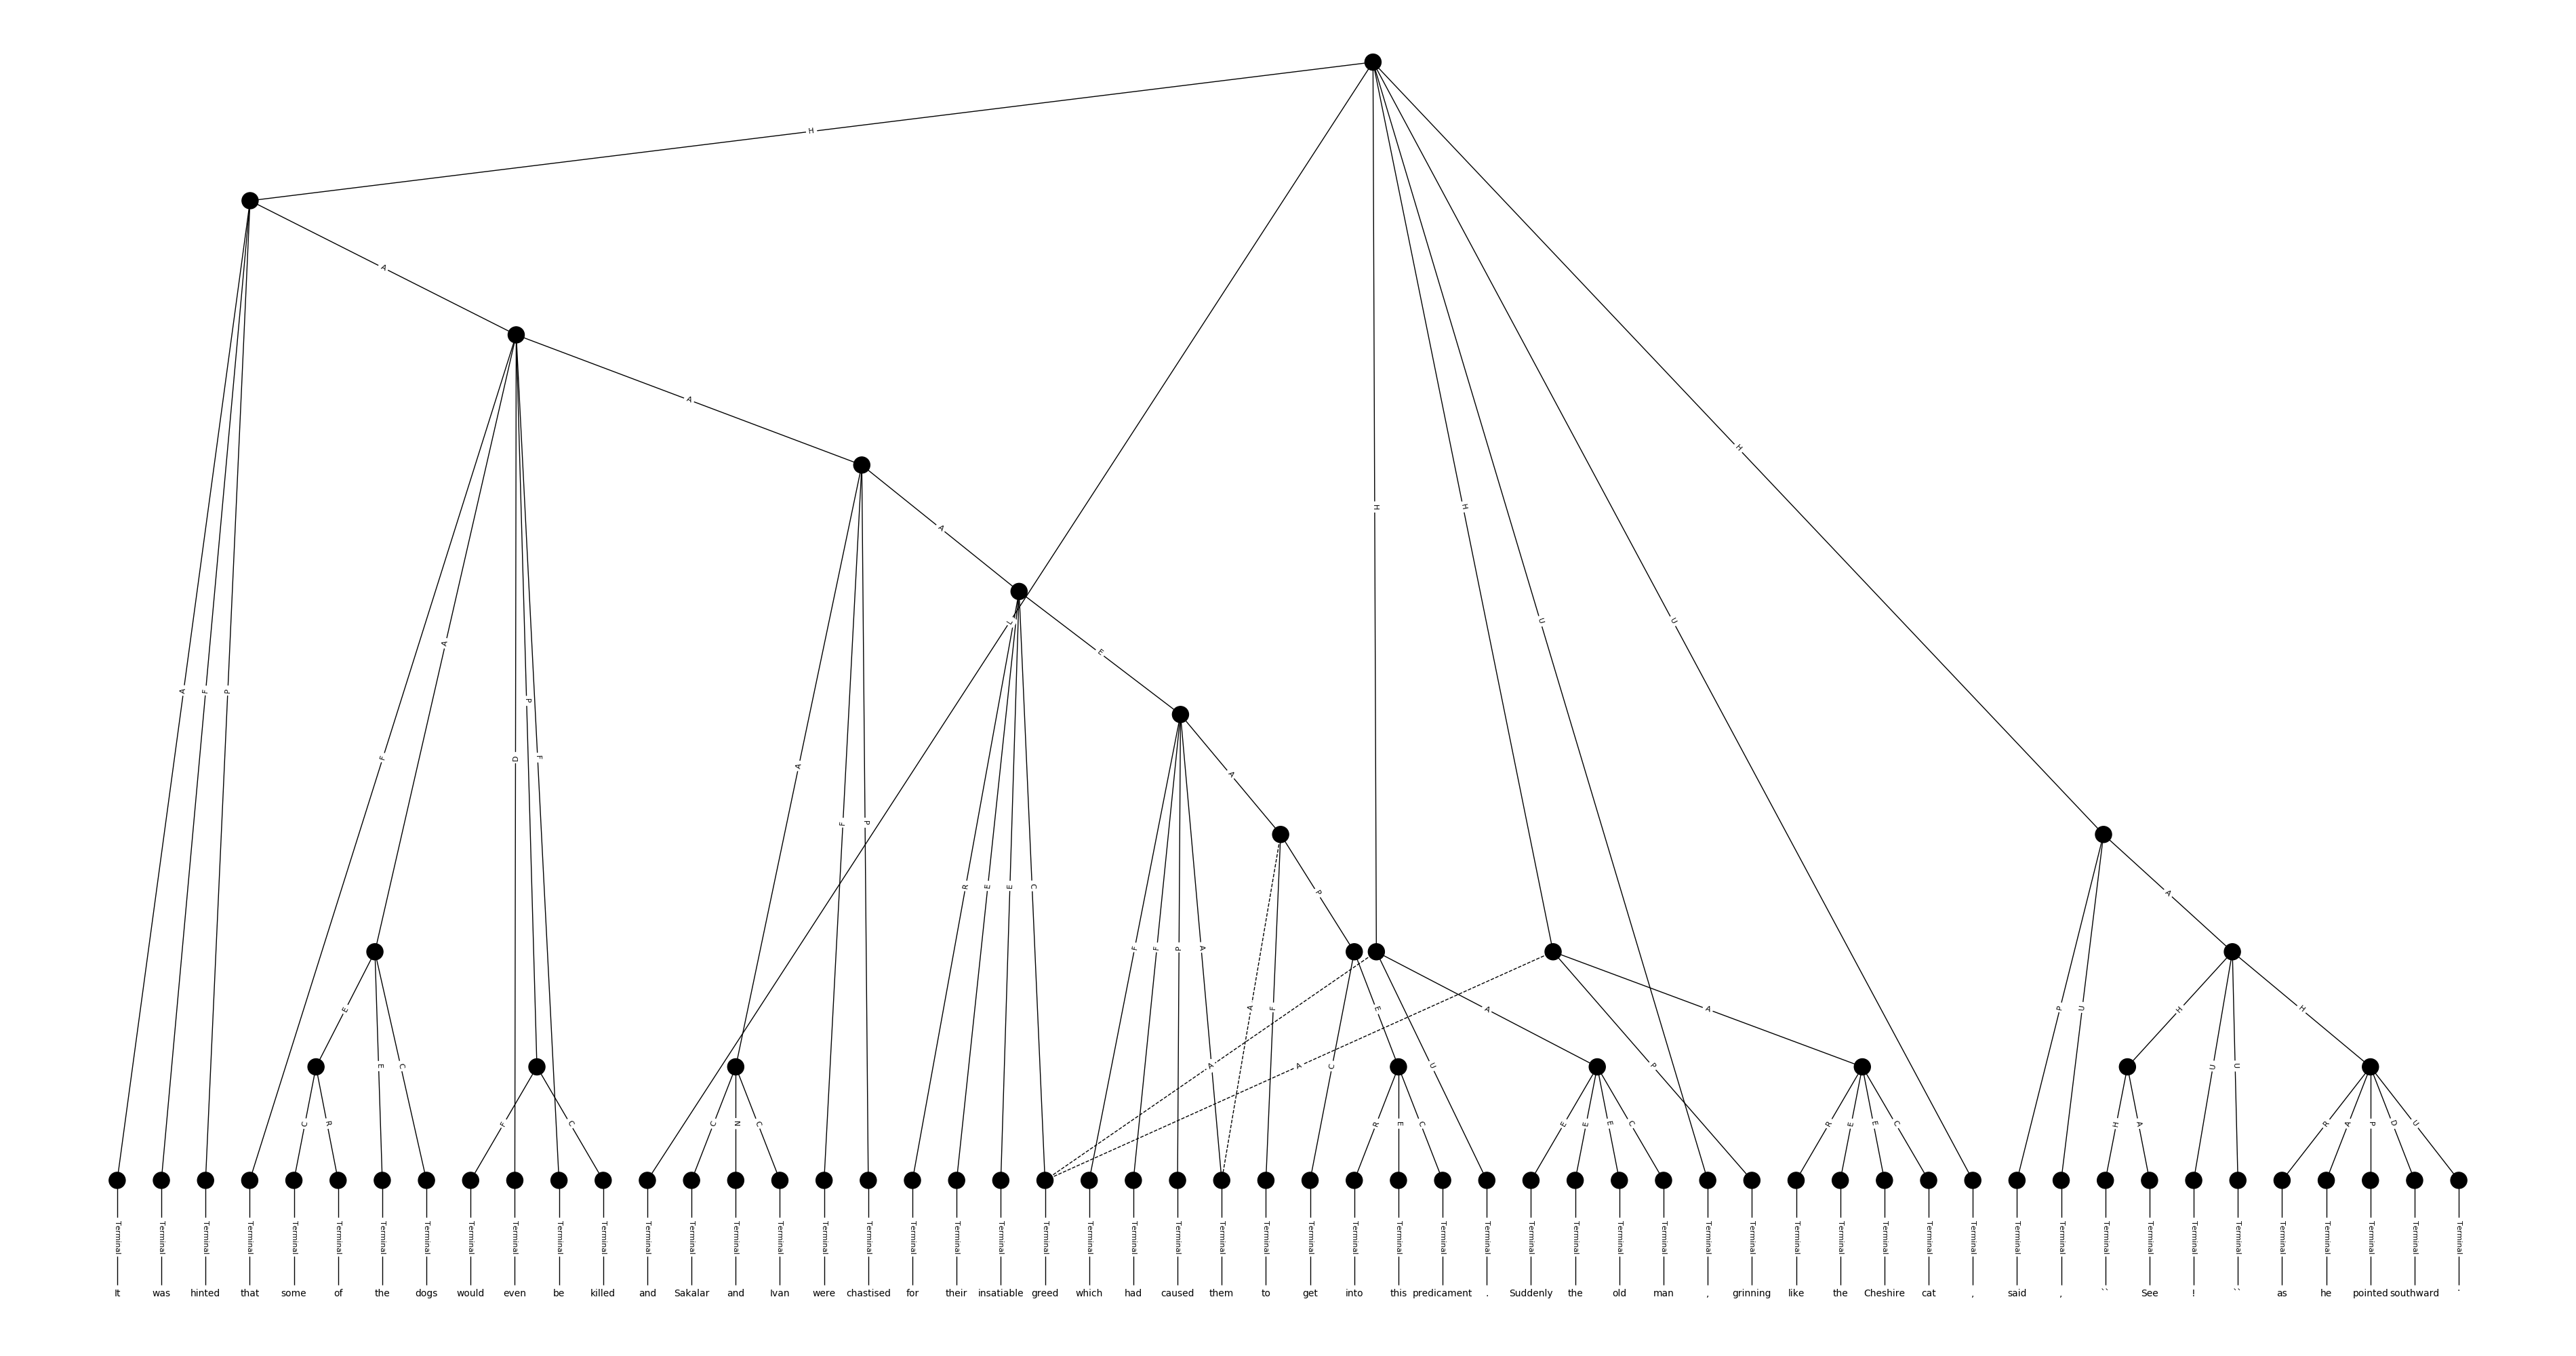 H
A
A
H
A
H
H
L
U
U
A
E
A
F
P
A
P
F
D
F
A
A
F
P
R
E
E
C
F
F
P
A
P
A
E
E
C
A
F
E
A
A
P
U
H
U
U
H
C
R
F
C
C
N
C
A
A
C
U
P
R
E
C
E
E
E
C
R
E
E
C
H
A
R
A
P
D
U
Terminal Terminal Terminal Terminal Terminal Terminal Terminal Terminal Terminal Terminal Terminal Terminal Terminal Terminal Terminal Terminal Terminal Terminal Terminal Terminal Terminal Terminal Terminal Terminal Terminal Terminal Terminal Terminal Terminal Terminal Terminal Terminal Terminal Terminal Terminal Terminal Terminal Terminal Terminal Terminal Terminal Terminal Terminal Terminal Terminal Terminal Terminal Terminal Terminal Terminal Terminal Terminal Terminal Terminal
It was hinted that some of the dogs would even be killed and Sakalar and Ivan were chastised for their insatiable greed which had caused them to get into this predicament . Suddenly the old man , grinning like the Cheshire cat , said , `` See ! `` as he pointed southward .